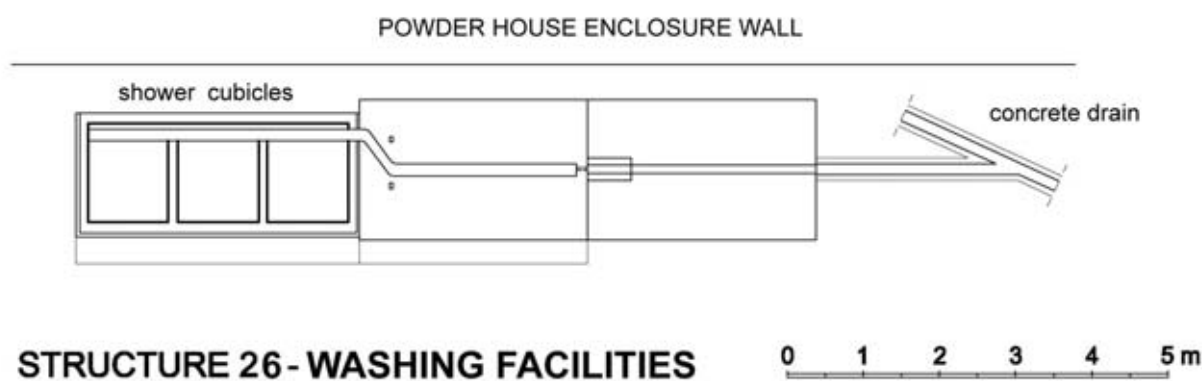 POWDER HOUSE ENCLOSURE WALL
shower cubicles
concrete drain
STRUCTURE 26 - WASHING FACILITIES
0 1 2 3 4 5 m